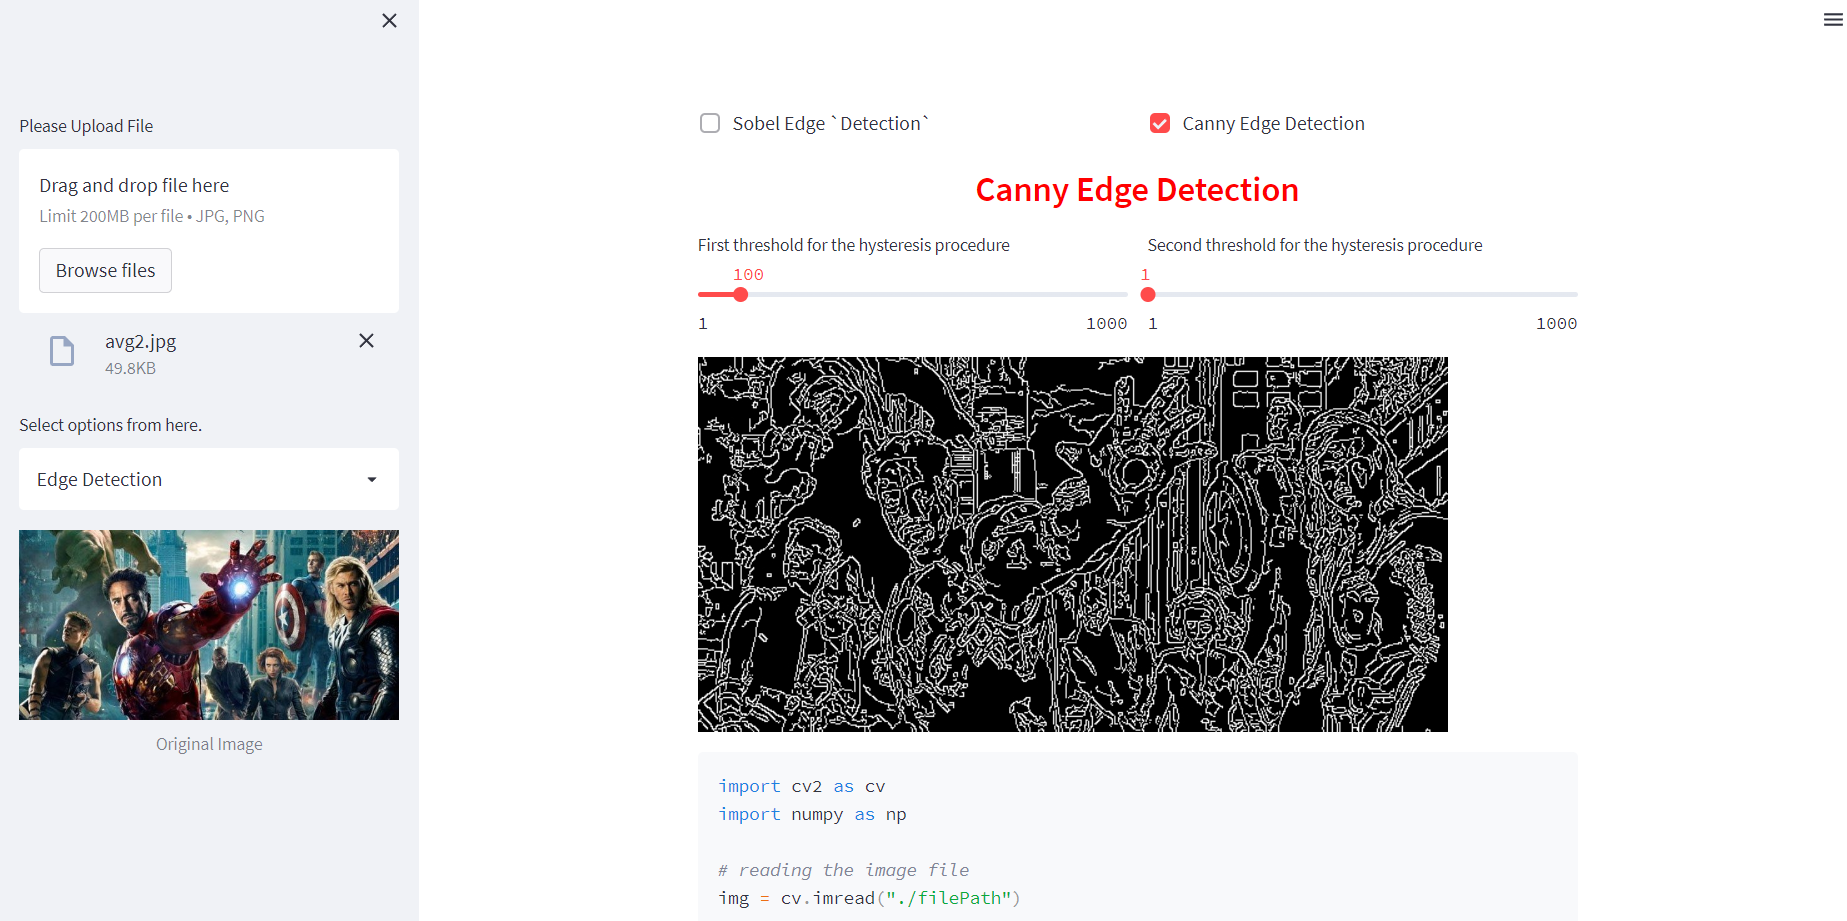 Please Upload File
Drag and drop file here
Limit 200MB per file • JPG, PNG
Browse files
avg2.jpg
49.8KB
Select options from here.
Edge Detection
Original Image
Sobel Edge `Detection`
Canny Edge Detection
Canny Edge Detection
First threshold for the hysteresis procedure
100
1 1000
Second threshold for the hysteresis procedure
1
1 1000
import cv2 as cv
import numpy as np
# reading the image file
img = cv.imread("./filePath")